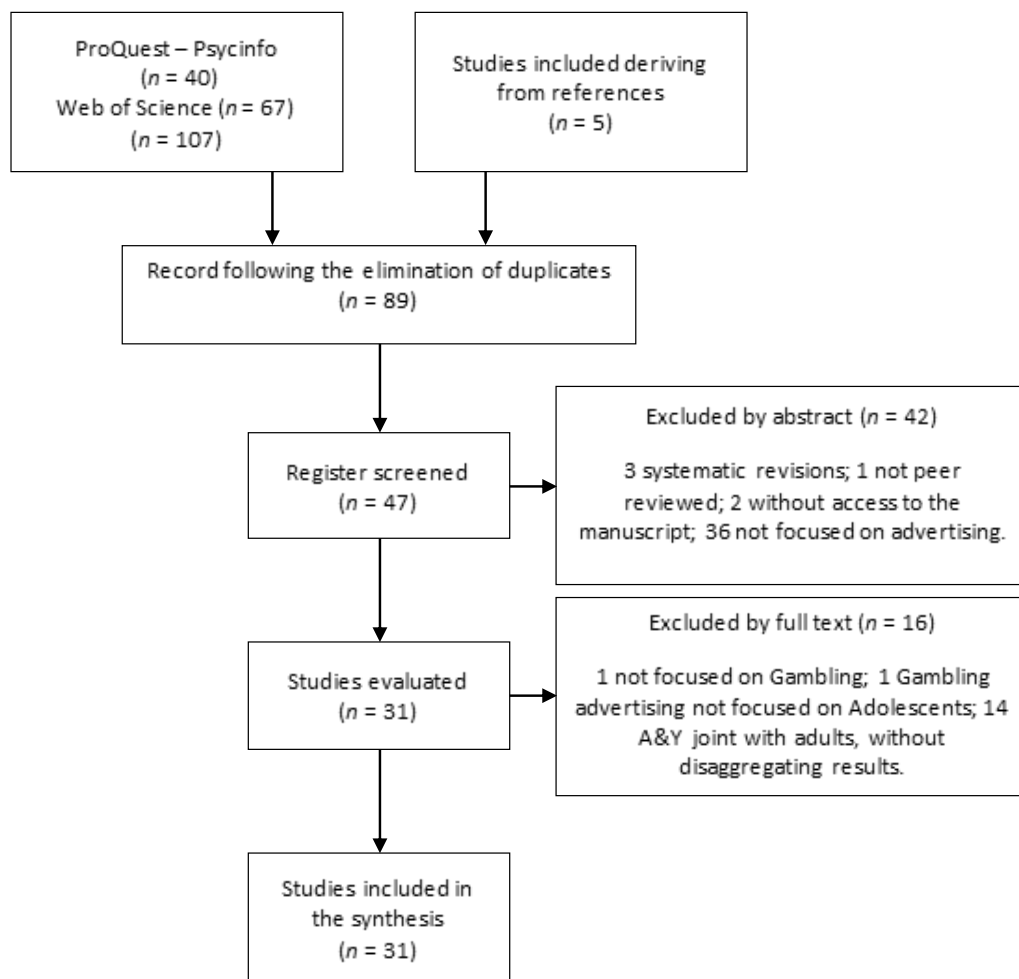 ProQuest – Psycinfo
(n = 40)
Web of Science (n = 67)
(n = 107)
Studies included deriving
from references
(n = 5)
Record following the elimination of duplicates
(n = 89)
Register screened
(n = 47)
Excluded by abstract (n = 42)
3 systematic revisions; 1 not peer
reviewed; 2 without access to the
manuscript; 36 not focused on advertising.
Studies evaluated
(n = 31)
Excluded by full text (n = 16)
1 not focused on Gambling; 1 Gambling
advertising not focused on Adolescents; 14
A&Y joint with adults, without
disaggregating results.
Studies included in
the synthesis
(n = 31)